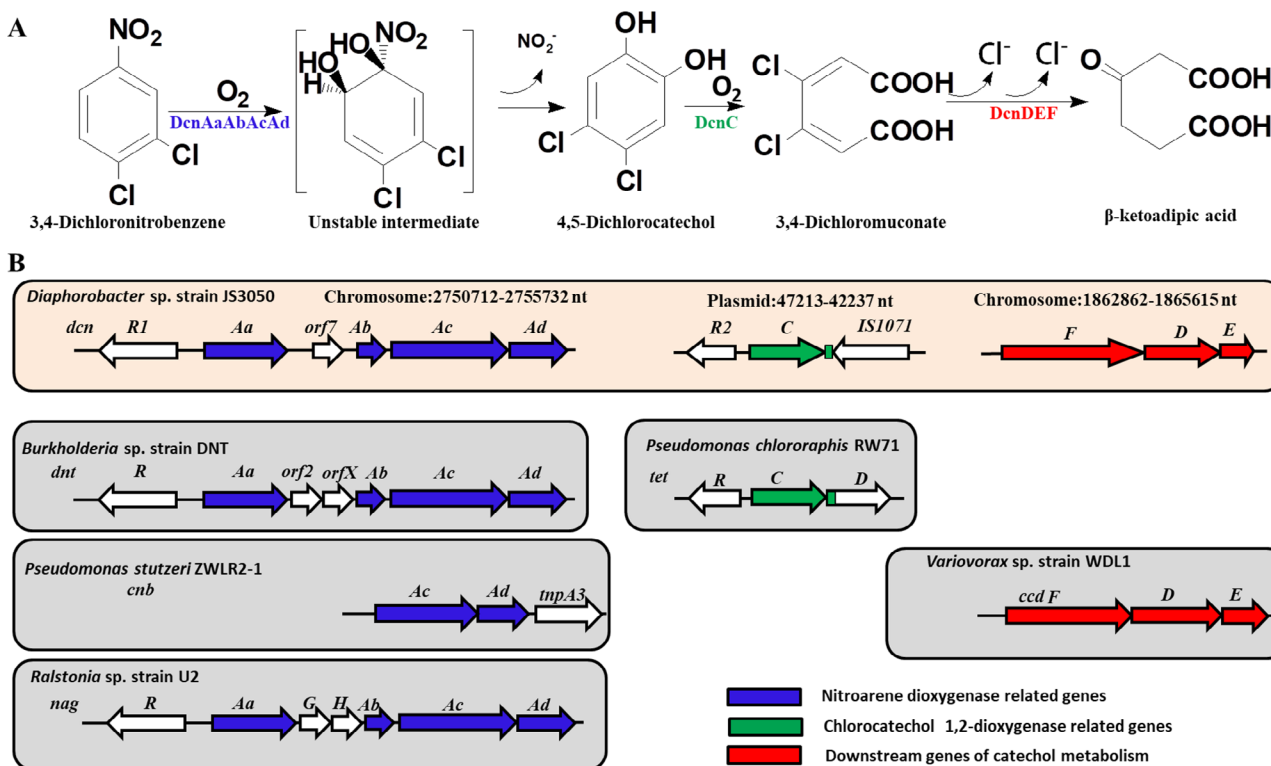 A
NO₂
Cl
Cl
O₂
DcnAaAbAcAd
HO
HO
NO₂
H
Cl
Cl
NO₂⁻
OH
OH
Cl
Cl
O₂
DcnC
Cl
Cl
COOH
COOH
Cl⁻
Cl⁻
DcnDEF
O
COOH
COOH
3,4-Dichloronitrobenzene
Unstable intermediate
4,5-Dichlorocatechol
3,4-Dichloromuconate
β-ketoadipic acid
B
Diaphorobacter sp. strain JS3050
Chromosome:2750712-2755732 nt
Plasmid:47213-42237 nt
Chromosome:1862862-1865615 nt
dcn R1 Aa orf7 Ab Ac Ad
R2 C IS1071
F D E
Burkholderia sp. strain DNT
dnt R Aa orf2 orfX Ab Ac Ad
Pseudomonas chlororaphis RW71
tet R C D
Pseudomonas stutzeri ZWLR2-1
cnb
Ac Ad tnpA3
Variovorax sp. strain WDL1
ccd F D E
Ralstonia sp. strain U2
nag R Aa G H Ab Ac Ad
Nitroarene dioxygenase related genes
Chlorocatechol 1,2-dioxygenase related genes
Downstream genes of catechol metabolism